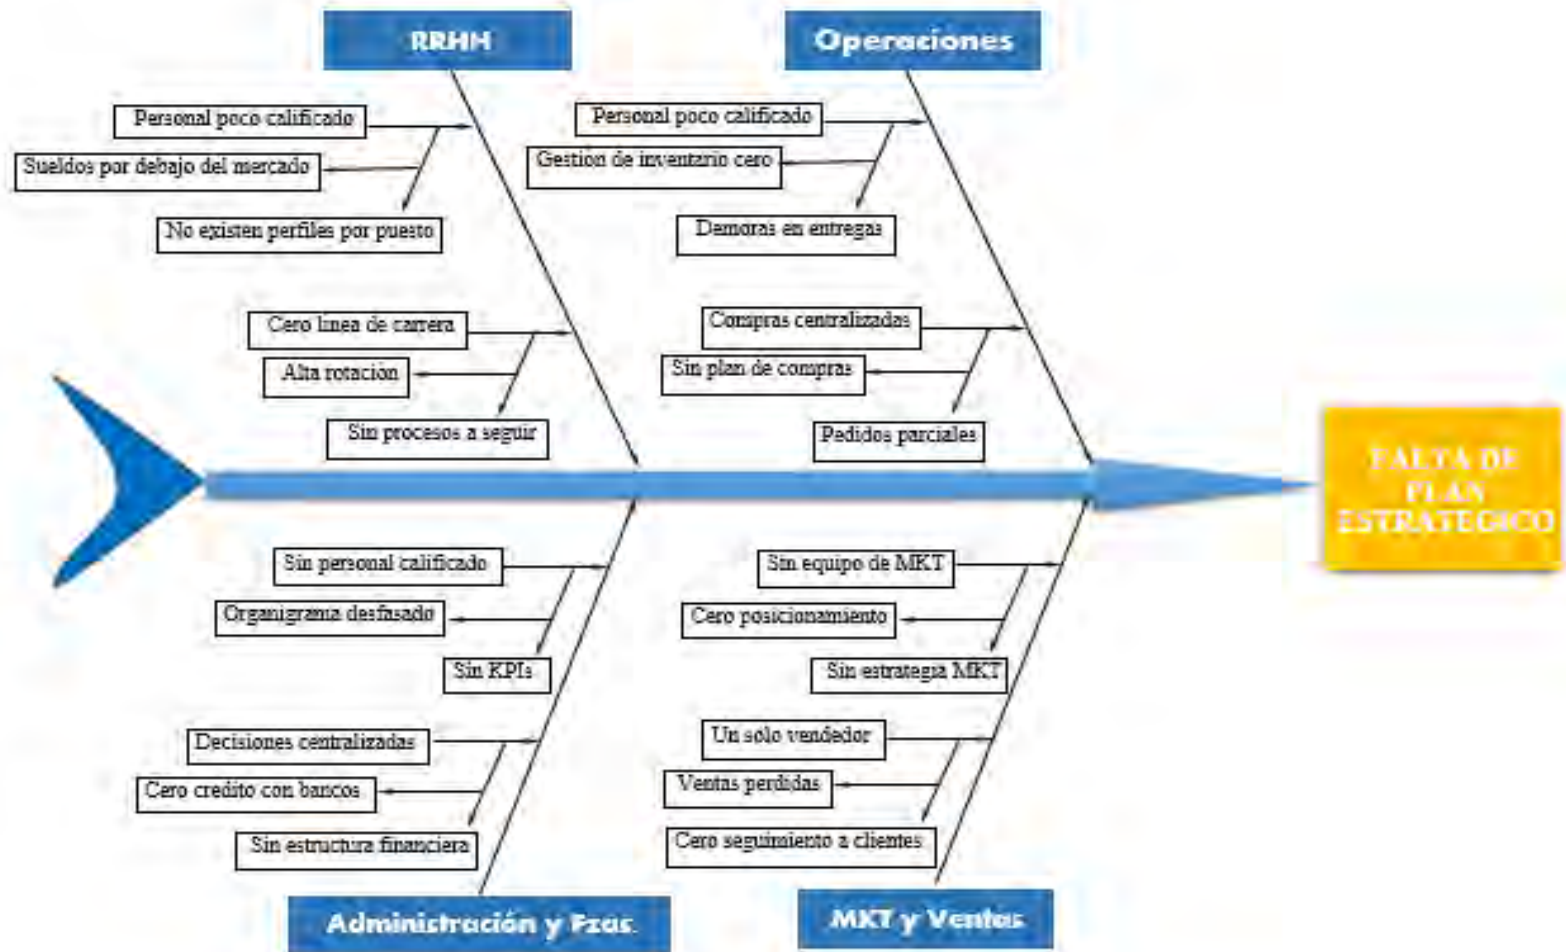 RRHH
Operaciones
Personal poco calificado
Sueldos por debajo del mercado
No existen perfiles por puesto
Cero linea de carrera
Alta rotación
Sin procesos a seguir
Personal poco calificado
Gestión de inventario cero
Demoras en entregas
Compras centralizadas
Sin plan de compras
Pedidos parciales
FALTA DE
PLAN
ESTRATEGICO
Sin personal calificado
Organigrama desfasado
Sin KPIs
Decisiones centralizadas
Cero credito con bancos
Sin estructura financiera
Sin equipo de MKT
Cero posicionamiento
Sin estrategia MKT
Un solo vendedor
Ventas perdidas
Cero seguimiento a clientes
Administración y Fzas.
MKT y Ventas